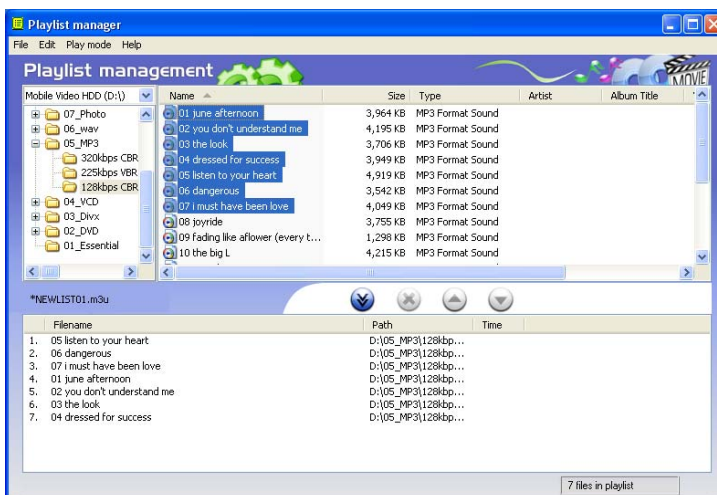 Playlist manager
File Edit Play mode Help
Playlist management
MOVIE
Mobile Video HDD (D:\) Name Size Type Artist Album Title
07_Photo
06_wav
05_MP3
320kbps CBR
225kbps VBR
128kbps CBR
04_VCD
03_Divx
02_DVD
01_Essential
01 june afternoon 3,964 KB MP3 Format Sound
02 you don't understand me 4,195 KB MP3 Format Sound
03 the look 3,706 KB MP3 Format Sound
04 dressed for success 3,949 KB MP3 Format Sound
05 listen to your heart 4,919 KB MP3 Format Sound
06 dangerous 3,542 KB MP3 Format Sound
07 i must have been love 4,049 KB MP3 Format Sound
08 joyride 3,755 KB MP3 Format Sound
09 fading like aflower (every t... 1,298 KB MP3 Format Sound
10 the big L 4,215 KB MP3 Format Sound
*NEWLIST01.m3u
Filename Path Time
1. 05 listen to your heart D:\05_MP3\128kbp...
2. 06 dangerous D:\05_MP3\128kbp...
3. 07 i must have been love D:\05_MP3\128kbp...
4. 01 june afternoon D:\05_MP3\128kbp...
5. 02 you don't understand me D:\05_MP3\128kbp...
6. 03 the look D:\05_MP3\128kbp...
7. 04 dressed for success D:\05_MP3\128kbp...
7 files in playlist